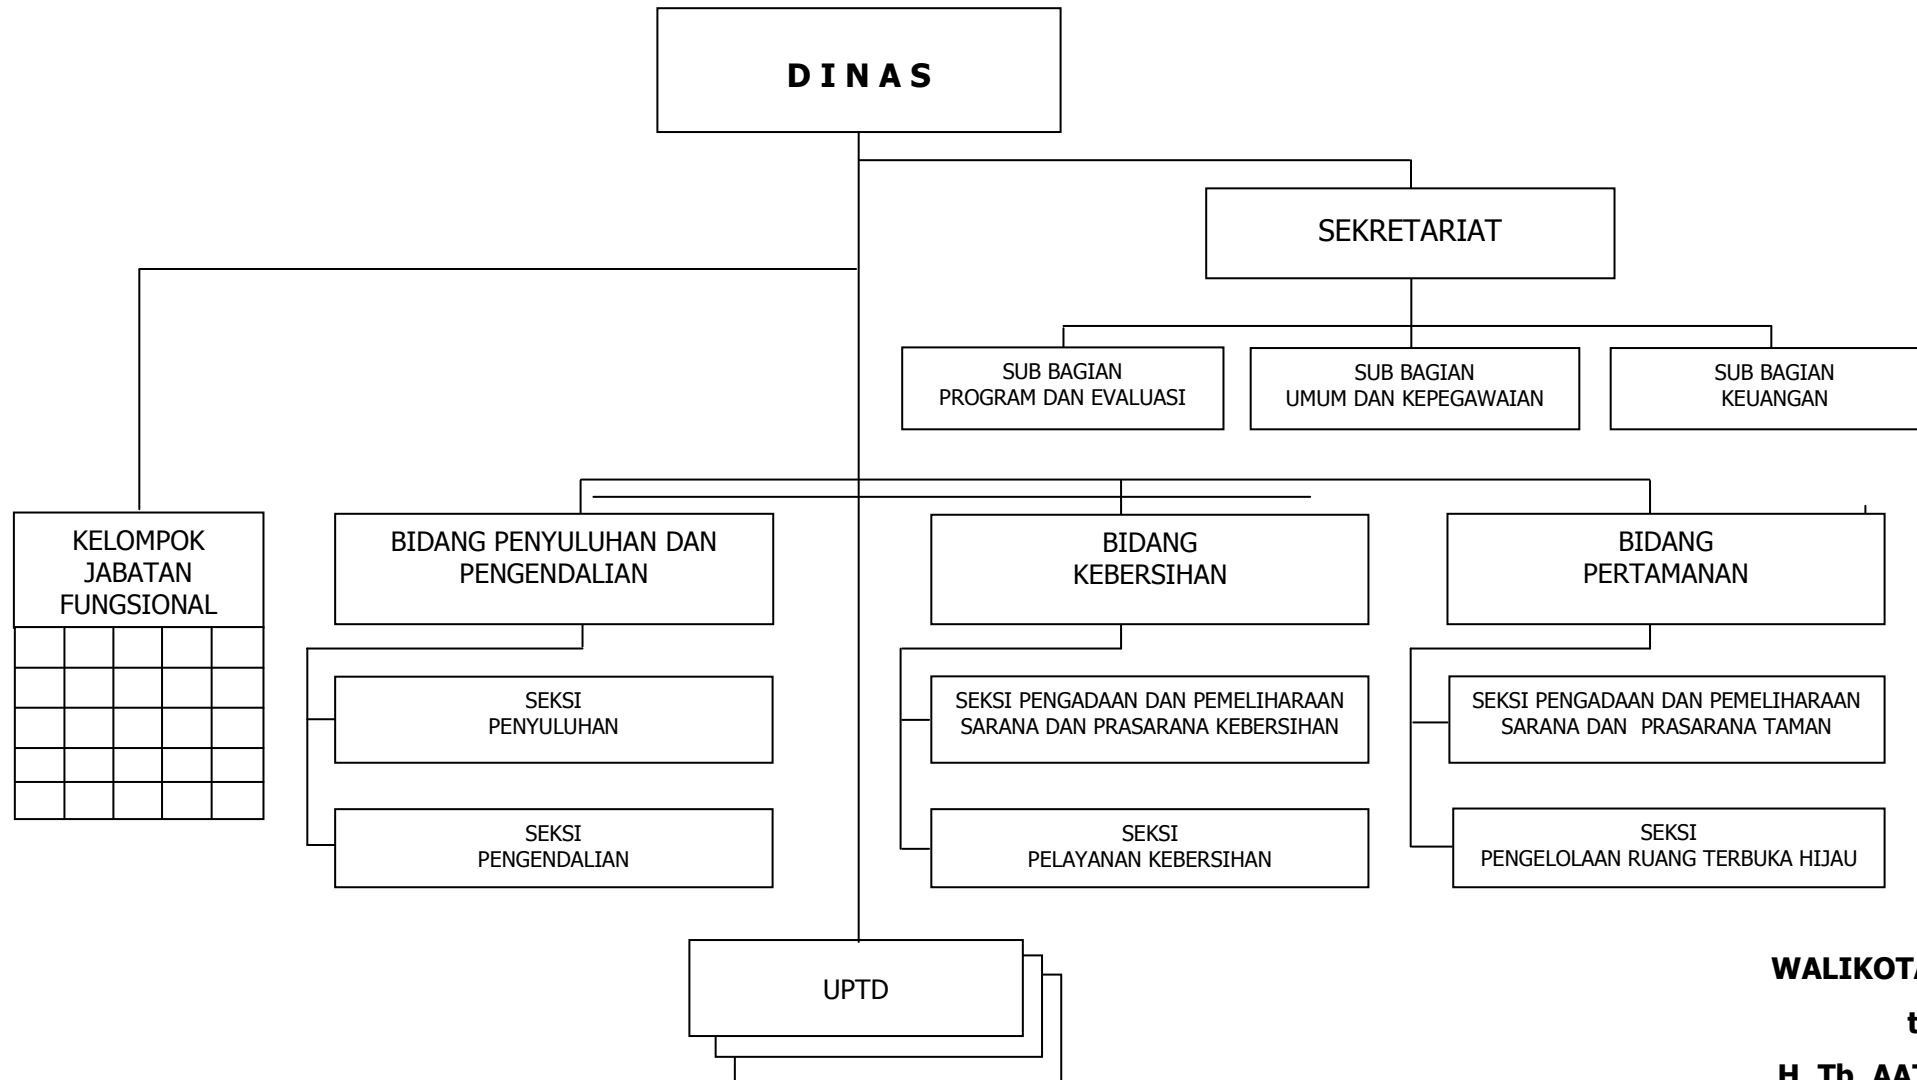 D I N A S
SEKRETARIAT
SUB BAGIAN
PROGRAM DAN EVALUASI
SUB BAGIAN
UMUM DAN KEPEGAWAIAN
SUB BAGIAN
KEUANGAN
KELOMPOK
JABATAN
FUNGSIONAL
BIDANG PENYULUHAN DAN
PENGENDALIAN
BIDANG
KEBERSIHAN
BIDANG
PERTAMANAN
SEKSI
PENYULUHAN
SEKSI PENGADAAN DAN PEMELIHARAAN
SARANA DAN PRASARANA KEBERSIHAN
SEKSI PENGADAAN DAN PEMELIHARAAN
SARANA DAN PRASARANA TAMAN
SEKSI
PENGENDALIAN
SEKSI
PELAYANAN KEBERSIHAN
SEKSI
PENGELOLAAN RUANG TERBUKA HIJAU
UPTD
WALIKOTA
H. Th.